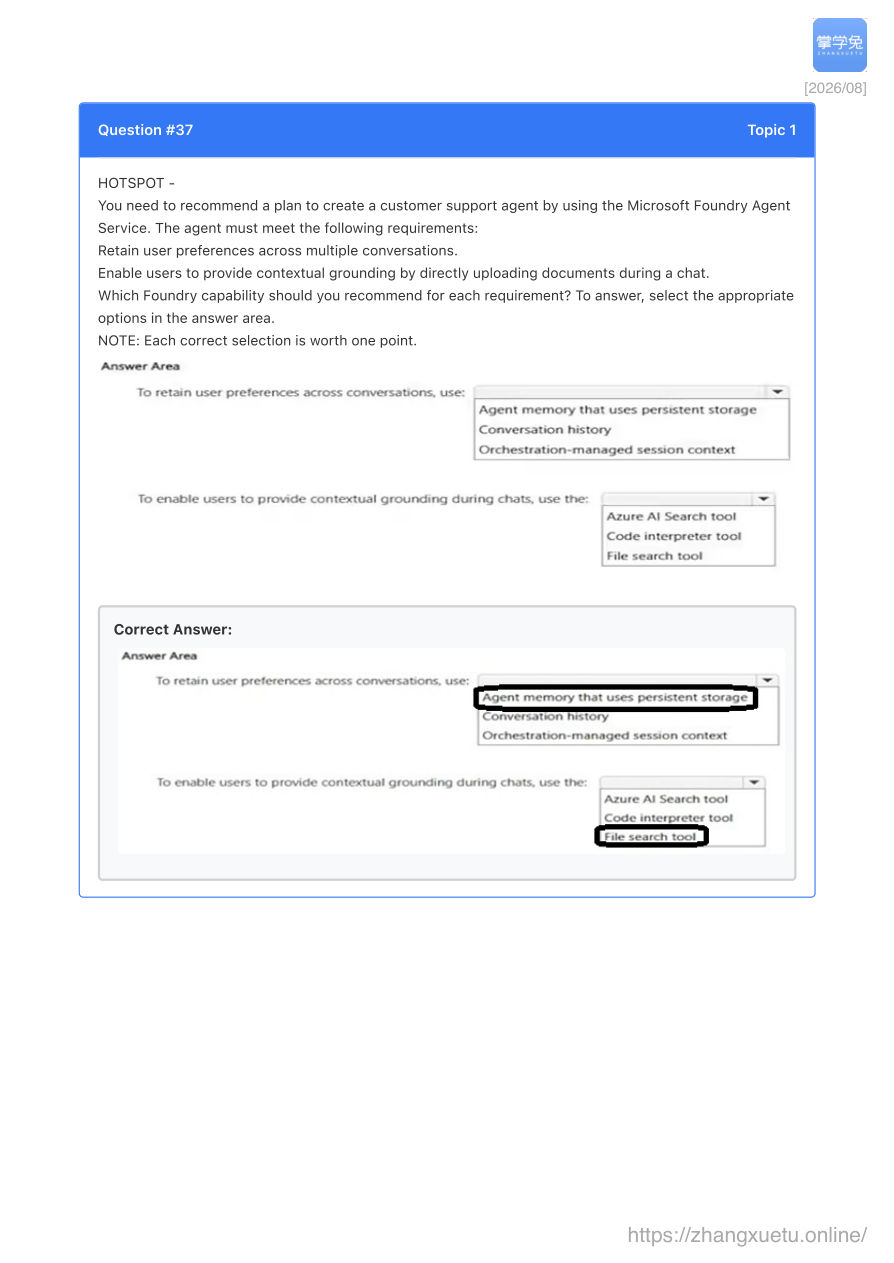 掌学兔
ZHANGXUETU
[2026/08]
Question #37 Topic 1
HOTSPOT -
You need to recommend a plan to create a customer support agent by using the Microsoft Foundry Agent
Service. The agent must meet the following requirements:
Retain user preferences across multiple conversations.
Enable users to provide contextual grounding by directly uploading documents during a chat.
Which Foundry capability should you recommend for each requirement? To answer, select the appropriate
options in the answer area.
NOTE: Each correct selection is worth one point.
Answer Area
To retain user preferences across conversations, use:
Agent memory that uses persistent storage
Conversation history
Orchestration-managed session context
To enable users to provide contextual grounding during chats, use the:
Azure AI Search tool
Code interpreter tool
File search tool
Correct Answer:
Answer Area
To retain user preferences across conversations, use:
Agent memory that uses persistent storage
Conversation history
Orchestration-managed session context
To enable users to provide contextual grounding during chats, use the:
Azure AI Search tool
Code interpreter tool
File search tool
https://zhangxuetu.online/